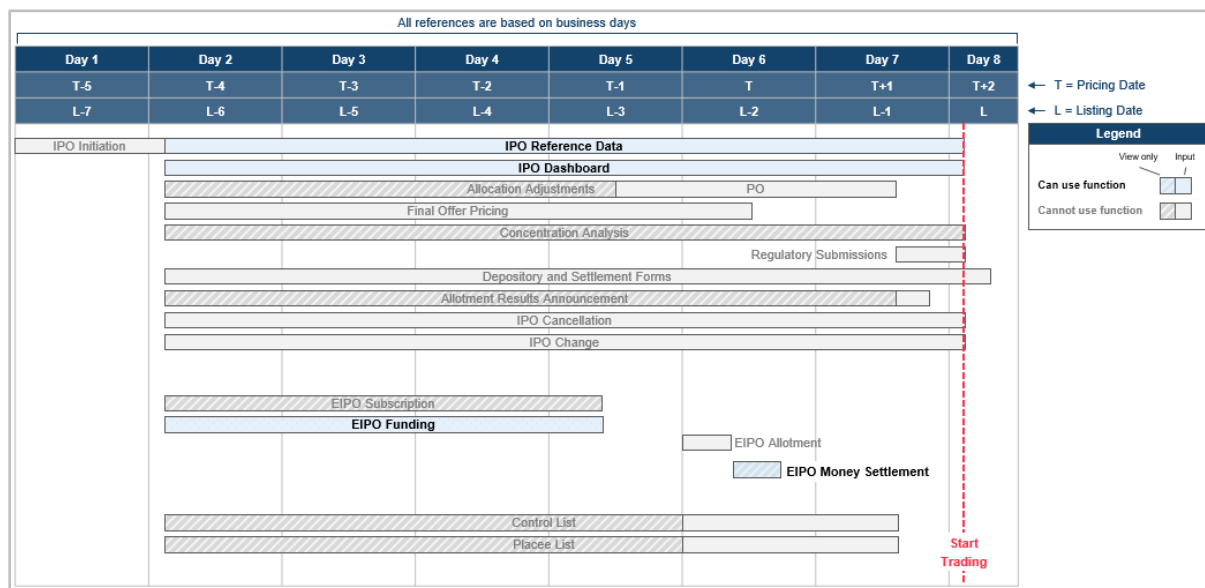 All references are based on business days
Day 1 Day 2 Day 3 Day 4 Day 5 Day 6 Day 7 Day 8
T-5 T-4 T-3 T-2 T-1 T T+1 T+2 ← T = Pricing Date
L-7 L-6 L-5 L-4 L-3 L-2 L-1 L ← L = Listing Date
Legend
View only Input
Can use function
Cannot use function
IPO Initiation IPO Reference Data
IPO Dashboard
Allocation Adjustments PO
Final Offer Pricing
Concentration Analysis
Regulatory Submissions
Depository and Settlement Forms
Allotment Results Announcement
IPO Cancellation
IPO Change
EIPO Subscription
EIPO Funding
EIPO Allotment
EIPO Money Settlement
Control List
Placee List
Start
Trading